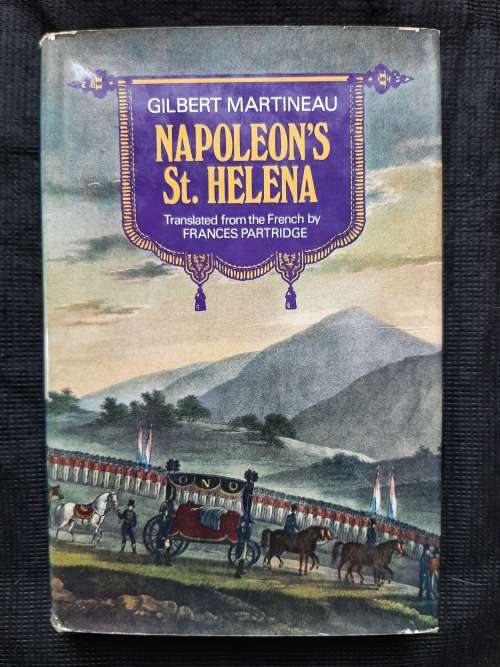 GILBERT MARTINEAU
NAPOLEON'S
St. HELENA
Translated from the French by
FRANCES PARTRIDGE
N